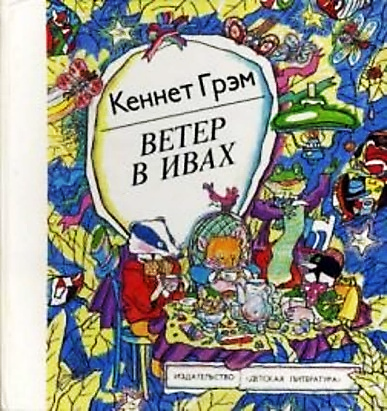 Кеннет Грэм
ВЕТЕР
В ИВАХ
ИЗДАТЕЛЬСТВО «ДЕТСКАЯ ЛИТЕРАТУРА»